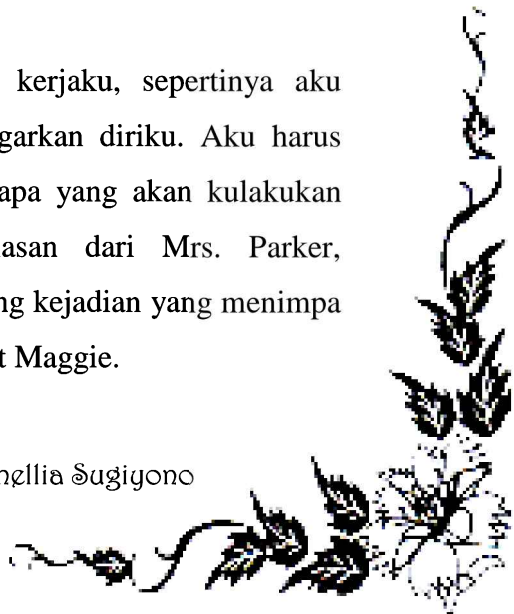 kerjaku, sepertinya aku
garkan diriku. Aku harus
apa yang akan kulakukan
asan dari Mrs. Parker,
ng kejadian yang menimpa
t Maggie.
nellia Sugiyono